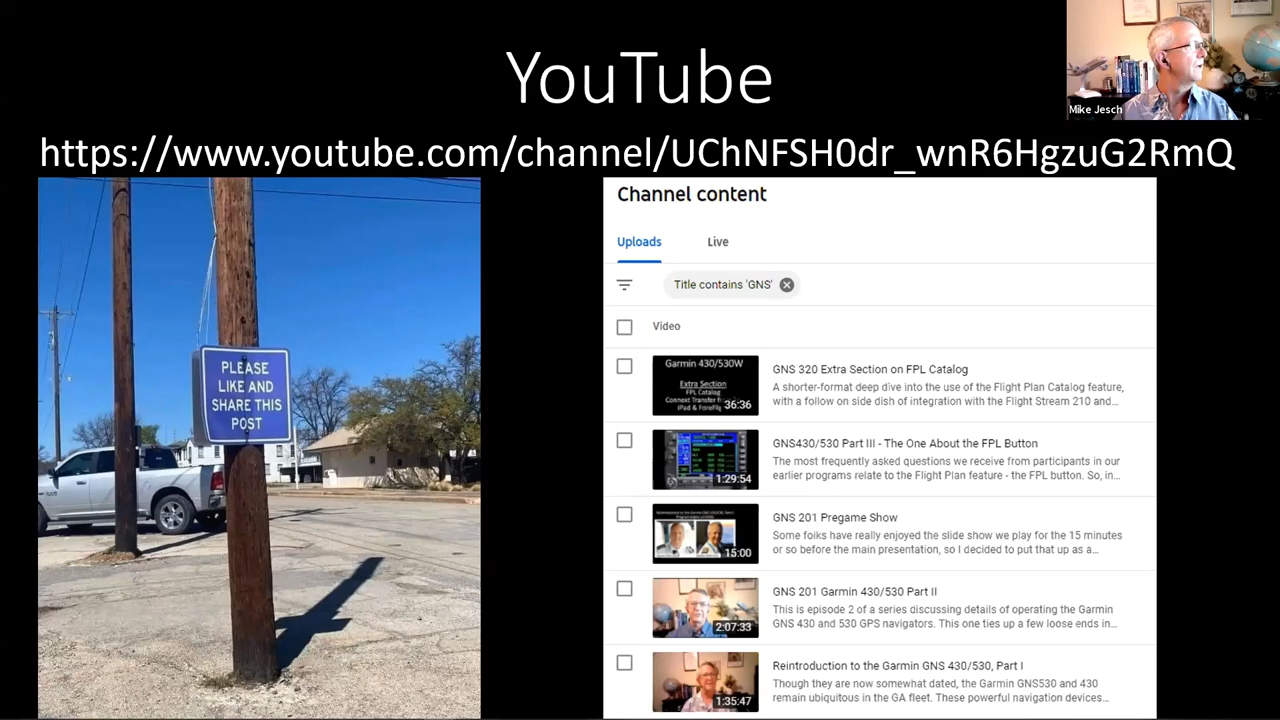 YouTube
Mike Jesch
https://www.youtube.com/channel/UChNFSH0dr_wnR6HgzuG2RmQ
PLEASE
LIKE AND
SHARE THIS
POST
Channel content
Uploads
Live
Title contains 'GNS'
Video
Garmin 430/530W
Extra Section
FPL Catalog
Connext Transfer
iPad & ForeFlig
36:36
GNS 320 Extra Section on FPL Catalog
A shorter-format deep dive into the use of the Flight Plan Catalog feature,
with a follow on side dish of integration with the Flight Stream 210 and…
1:29:54
GNS430/530 Part III - The One About the FPL Button
The most frequently asked questions we receive from participants in our
earlier programs relate to the Flight Plan feature - the FPL button. So, in…
15:00
GNS 201 Pregame Show
Some folks have really enjoyed the slide show we play for the 15 minutes
or so before the main presentation, so I decided to put that up as a…
2:07:33
GNS 201 Garmin 430/530 Part II
This is episode 2 of a series discussing details of operating the Garmin
GNS 430 and 530 GPS navigators. This one ties up a few loose ends in…
1:35:47
Reintroduction to the Garmin GNS 430/530, Part I
Though they are now somewhat dated, the Garmin GNS530 and 430
remain ubiquitous in the GA fleet. These powerful navigation devices…